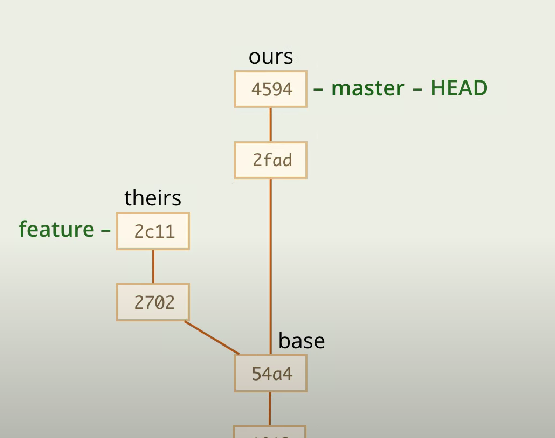 ours
4594 – master – HEAD
2fad
theirs
feature – 2c11
2702
base
54a4